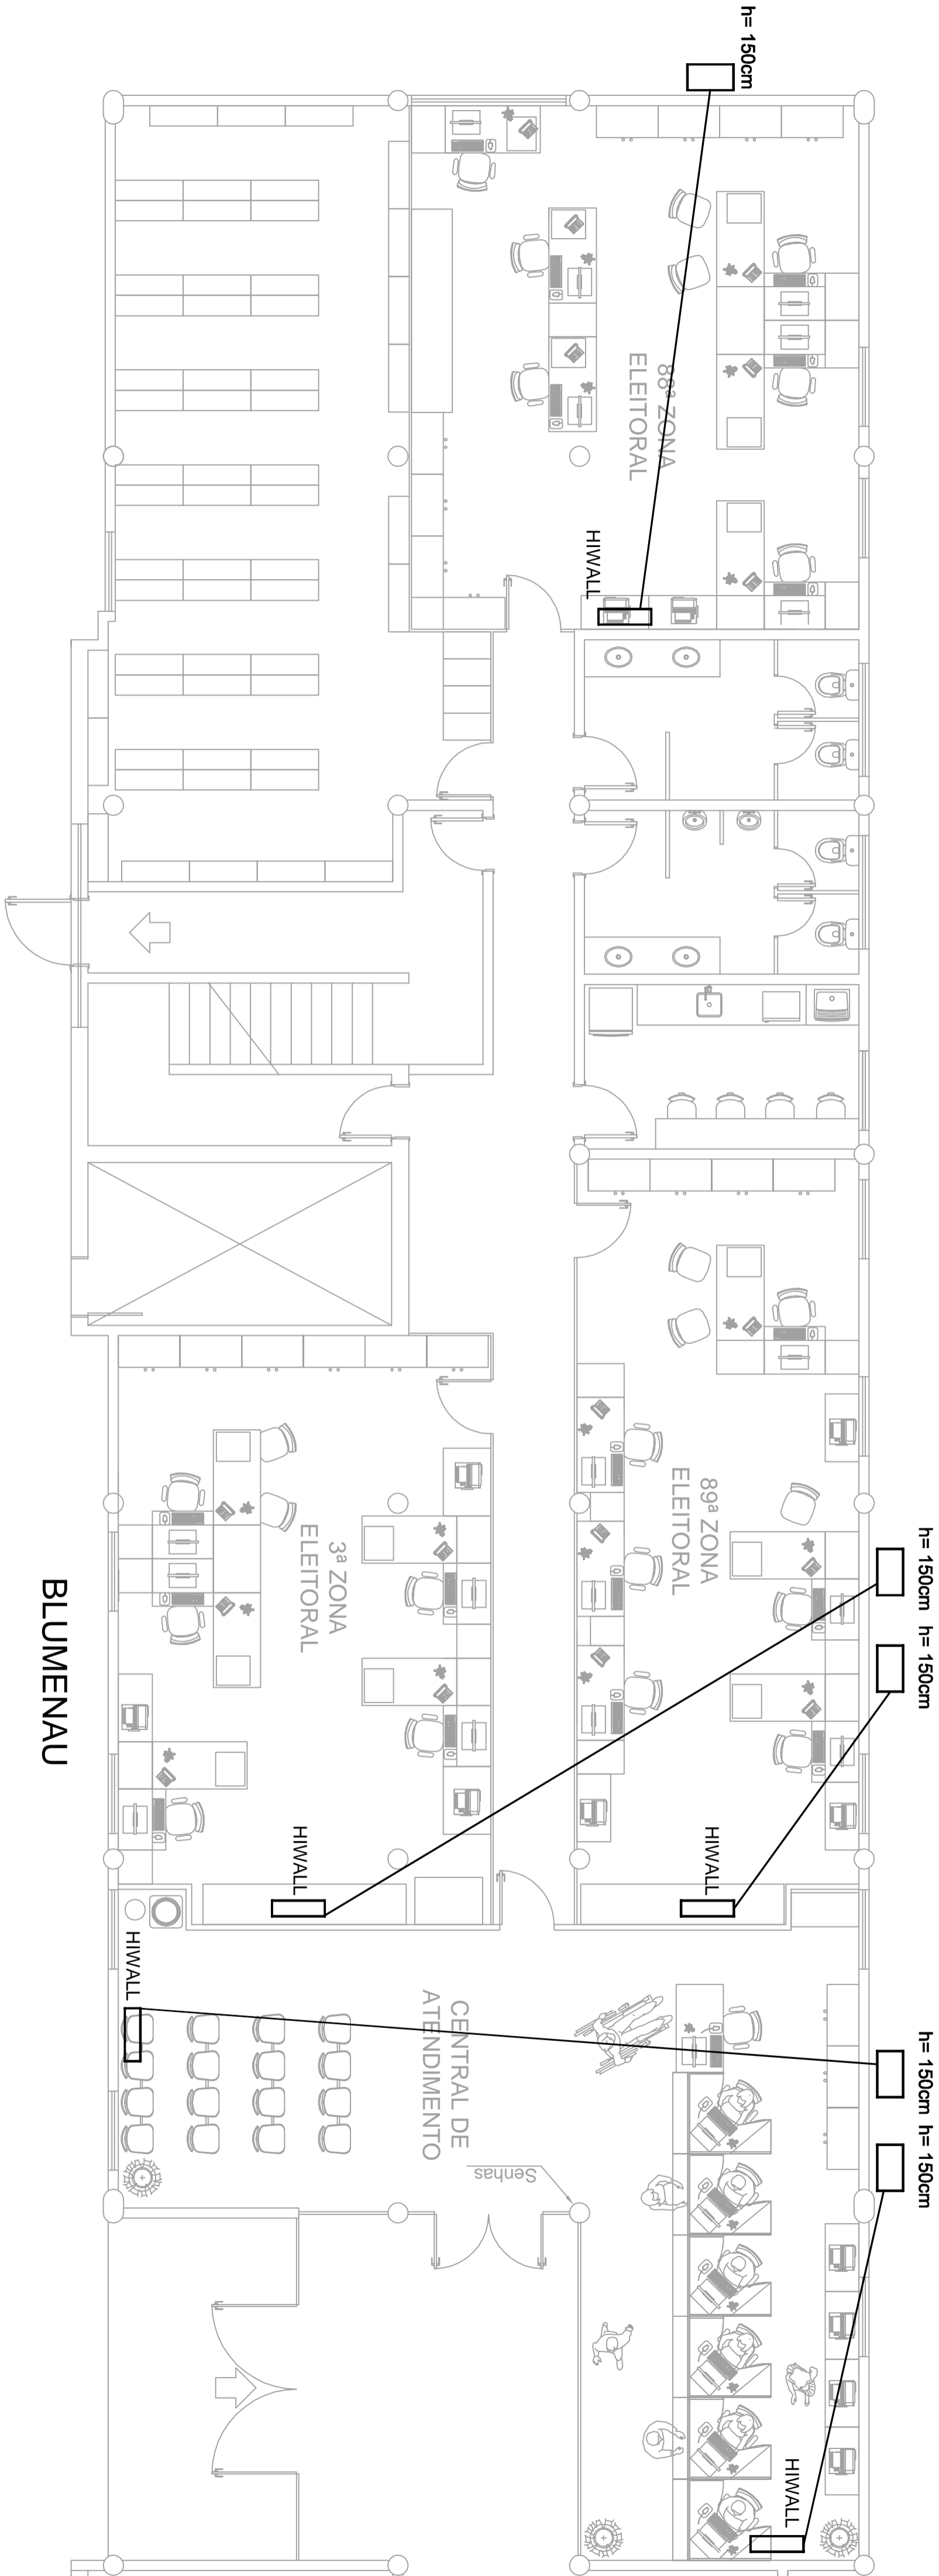 h= 150cm
88ª ZONA
ELEITORAL
HIWALL
89ª ZONA
ELEITORAL
h= 150cm
h= 150cm
3ª ZONA
ELEITORAL
HIWALL
HIWALL
HIWALL
CENTRAL DE
ATENDIMENTO
h= 150cm
h= 150cm
Senhas
HIWALL
BLUMENAU